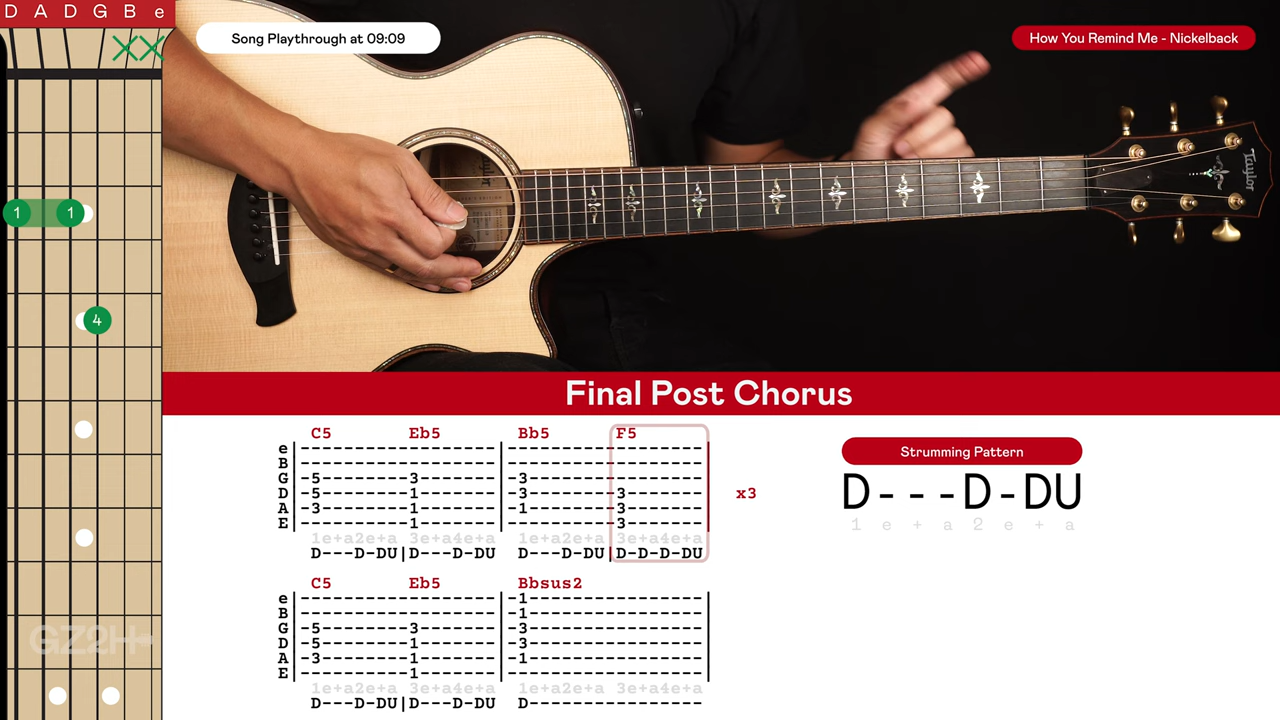 D A D G B e
XX
Song Playthrough at 09:09
How You Remind Me - Nickelback
Taylor
1 1
4
GZ2H
Final Post Chorus
C5 Eb5 Bb5 F5
e|----------------------|----------------------|
B|----------------------|----------------------|
G|-5---------3----------|-3--------------------|
D|-5---------1----------|-3---------3----------|
A|-3---------1----------|-1---------3----------|
E|-----------1----------|-----------3----------|
1e+a2e+a 3e+a4e+a 1e+a2e+a 3e+a4e+a
D---D-DU|D---D-DU D---D-DU|D-D-D-DU
x3
C5 Eb5 Bbsus2
e|----------------------|-1--------------------|
B|----------------------|-1--------------------|
G|-5---------3----------|-3--------------------|
D|-5---------1----------|-3--------------------|
A|-3---------1----------|-1--------------------|
E|-----------1----------|----------------------|
1e+a2e+a 3e+a4e+a 1e+a2e+a 3e+a4e+a
D---D-DU|D---D-DU D------------------
Strumming Pattern
D---D-DU
1 e + a 2 e + a